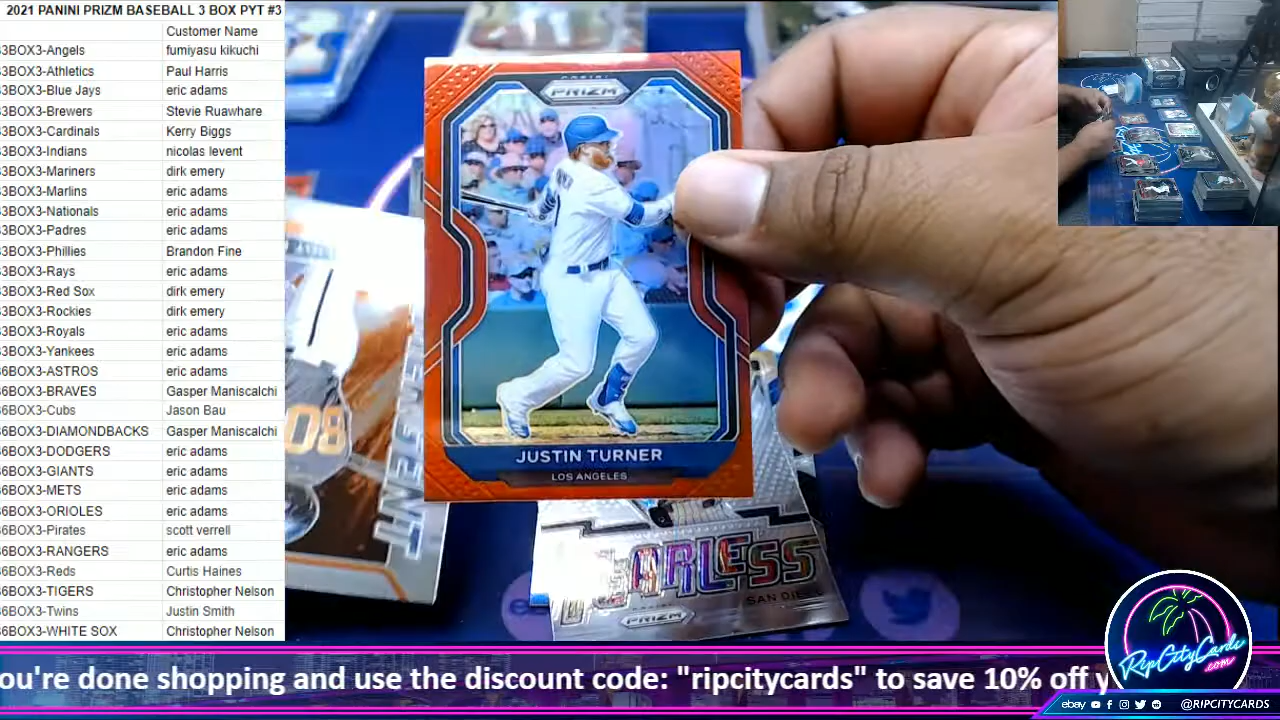 2021 PANINI PRIZM BASEBALL 3 BOX PYT #3
Customer Name
3BOX3-Angels fumiyasu kikuchi
3BOX3-Athletics Paul Harris
3BOX3-Blue Jays eric adams
3BOX3-Brewers Stevie Ruawhare
3BOX3-Cardinals Kerry Biggs
3BOX3-Indians nicolas levent
3BOX3-Mariners dirk emery
3BOX3-Marlins eric adams
3BOX3-Nationals eric adams
3BOX3-Padres eric adams
3BOX3-Phillies Brandon Fine
3BOX3-Rays eric adams
3BOX3-Red Sox dirk emery
3BOX3-Rockies dirk emery
3BOX3-Royals eric adams
3BOX3-Yankees eric adams
6BOX3-ASTROS eric adams
6BOX3-BRAVES Gasper Maniscalchi
6BOX3-Cubs Jason Bau
6BOX3-DIAMONDBACKS Gasper Maniscalchi
6BOX3-DODGERS eric adams
6BOX3-GIANTS eric adams
6BOX3-METS eric adams
6BOX3-ORIOLES eric adams
6BOX3-Pirates scott verrell
6BOX3-RANGERS eric adams
6BOX3-Reds Curtis Haines
6BOX3-TIGERS Christopher Nelson
6BOX3-Twins Justin Smith
6BOX3-WHITE SOX Christopher Nelson
PANINI
PRIZM
JUSTIN TURNER
LOS ANGELES
ARLESS
SAN DIE
PRIZM
ou're done shopping and use the discount code: "ripcitycards" to save 10% off y
RipCityCards
.com
ebay @RIPCITYCARDS